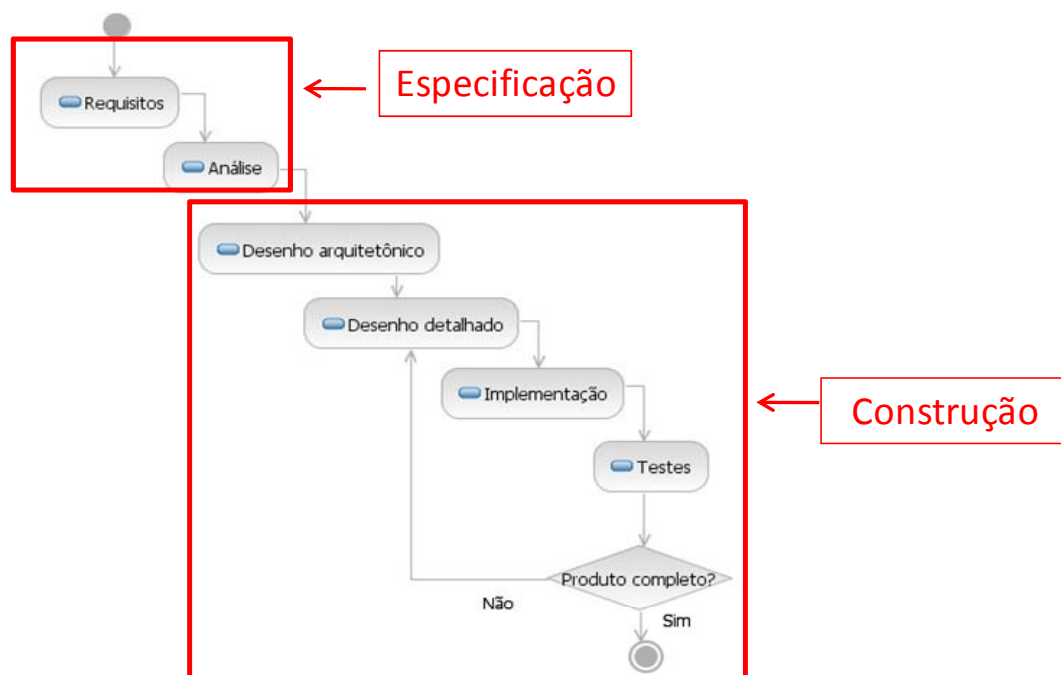 Especificação
Requisitos
Análise
Desenho arquitetônico
Desenho detalhado
Implementação
Construção
Testes
Produto completo?
Não
Sim